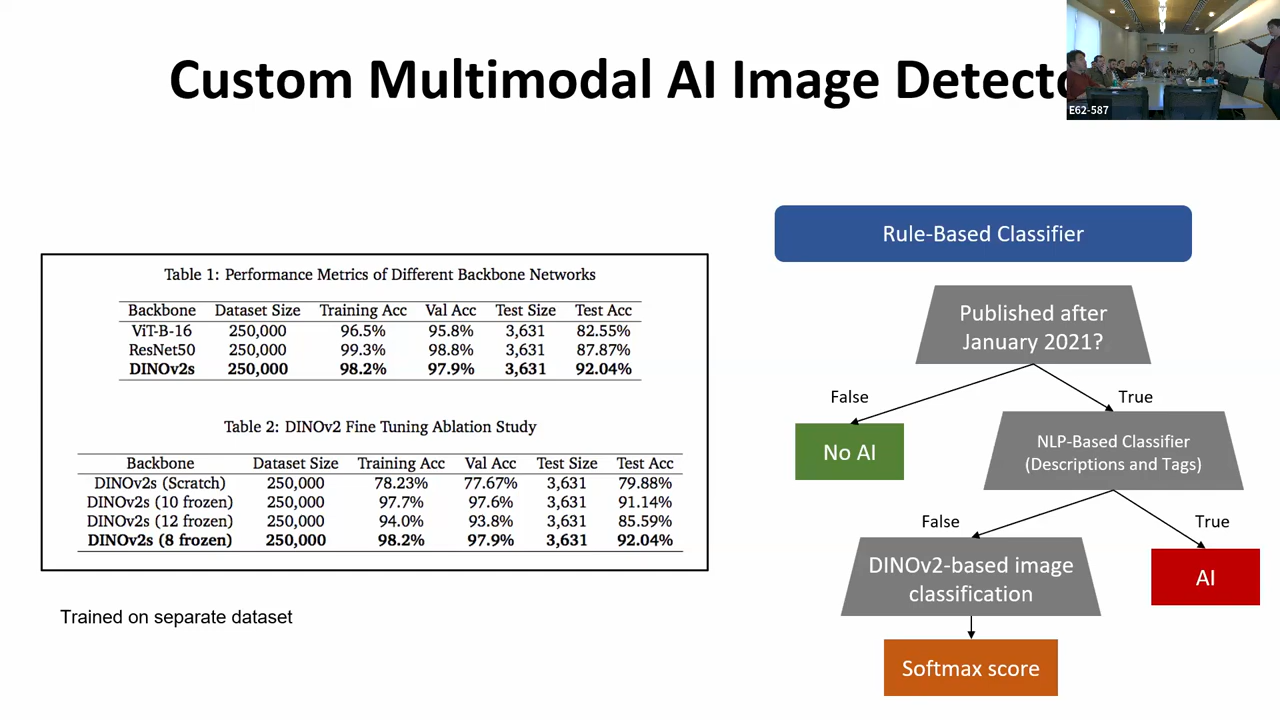 Custom Multimodal AI Image Detecto
E62-587
Table 1: Performance Metrics of Different Backbone Networks
Backbone Dataset Size Training Acc Val Acc Test Size Test Acc
ViT-B-16 250,000 96.5% 95.8% 3,631 82.55%
ResNet50 250,000 99.3% 98.8% 3,631 87.87%
DINOv2s 250,000 98.2% 97.9% 3,631 92.04%
Table 2: DINOv2 Fine Tuning Ablation Study
Backbone Dataset Size Training Acc Val Acc Test Size Test Acc
DINOv2s (Scratch) 250,000 78.23% 77.67% 3,631 79.88%
DINOv2s (10 frozen) 250,000 97.7% 97.6% 3,631 91.14%
DINOv2s (12 frozen) 250,000 94.0% 93.8% 3,631 85.59%
DINOv2s (8 frozen) 250,000 98.2% 97.9% 3,631 92.04%
Trained on separate dataset
Rule-Based Classifier
Published after
January 2021?
False
True
No AI
NLP-Based Classifier
(Descriptions and Tags)
False
True
DINOv2-based image
classification
AI
Softmax score